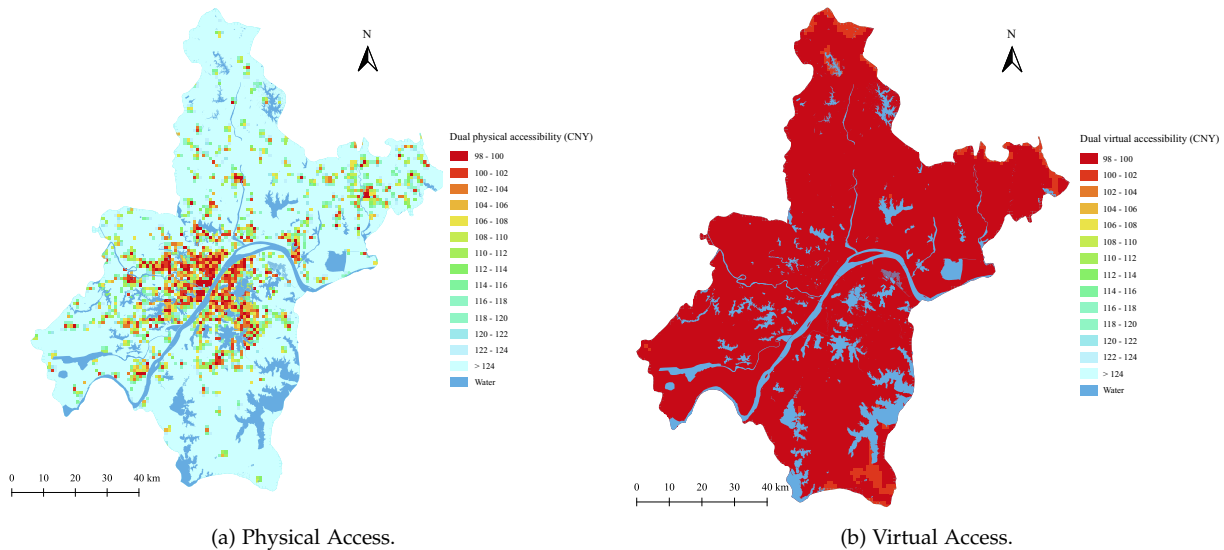 N
Dual physical accessibility (CNY)
98 - 100
100 - 102
102 - 104
104 - 106
106 - 108
108 - 110
110 - 112
112 - 114
114 - 116
116 - 118
118 - 120
120 - 122
122 - 124
> 124
Water
0 10 20 30 40 km
(a) Physical Access.
N
Dual virtual accessibility (CNY)
98 - 100
100 - 102
102 - 104
104 - 106
106 - 108
108 - 110
110 - 112
112 - 114
114 - 116
116 - 118
118 - 120
120 - 122
122 - 124
> 124
Water
0 10 20 30 40 km
(b) Virtual Access.